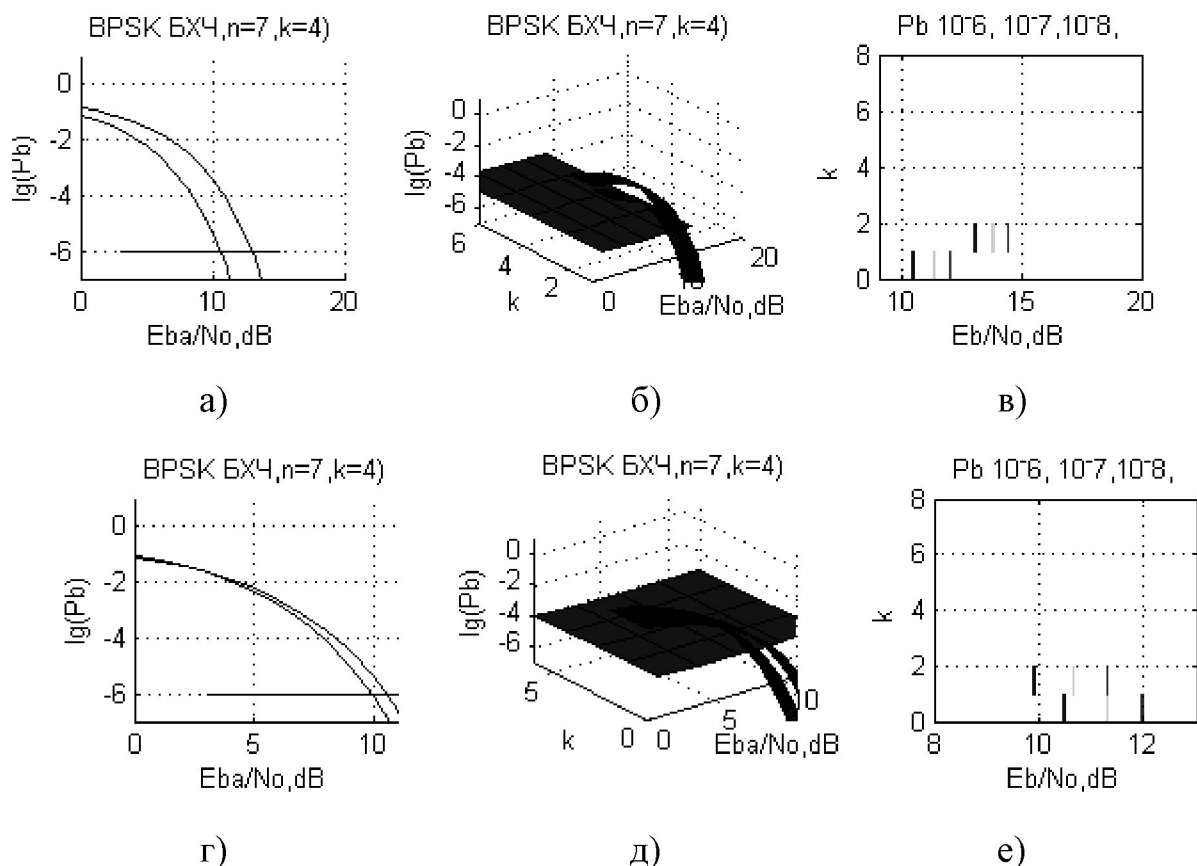 BPSK БХЧ,n=7,k=4)
0
-2
-4
-6
lg(Pb)
0 10 20
Eba/No,dB
а)
BPSK БХЧ,n=7,k=4)
0
-2
-4
-6
lg(Pb)
6
4
2
k
0
20
Eba/No,dB
б)
Pb 10^-6, 10^-7,10^-8,
8
6
4
2
0
k
10 15 20
Eb/No,dB
в)
BPSK БХЧ,n=7,k=4)
0
-2
-4
-6
lg(Pb)
0 5 10
Eba/No,dB
г)
BPSK БХЧ,n=7,k=4)
0
-2
-4
-6
lg(Pb)
5
k
0
0
5
10
Eba/No,dB
д)
Pb 10^-6, 10^-7,10^-8,
8
6
4
2
0
k
8 10 12
Eb/No,dB
е)